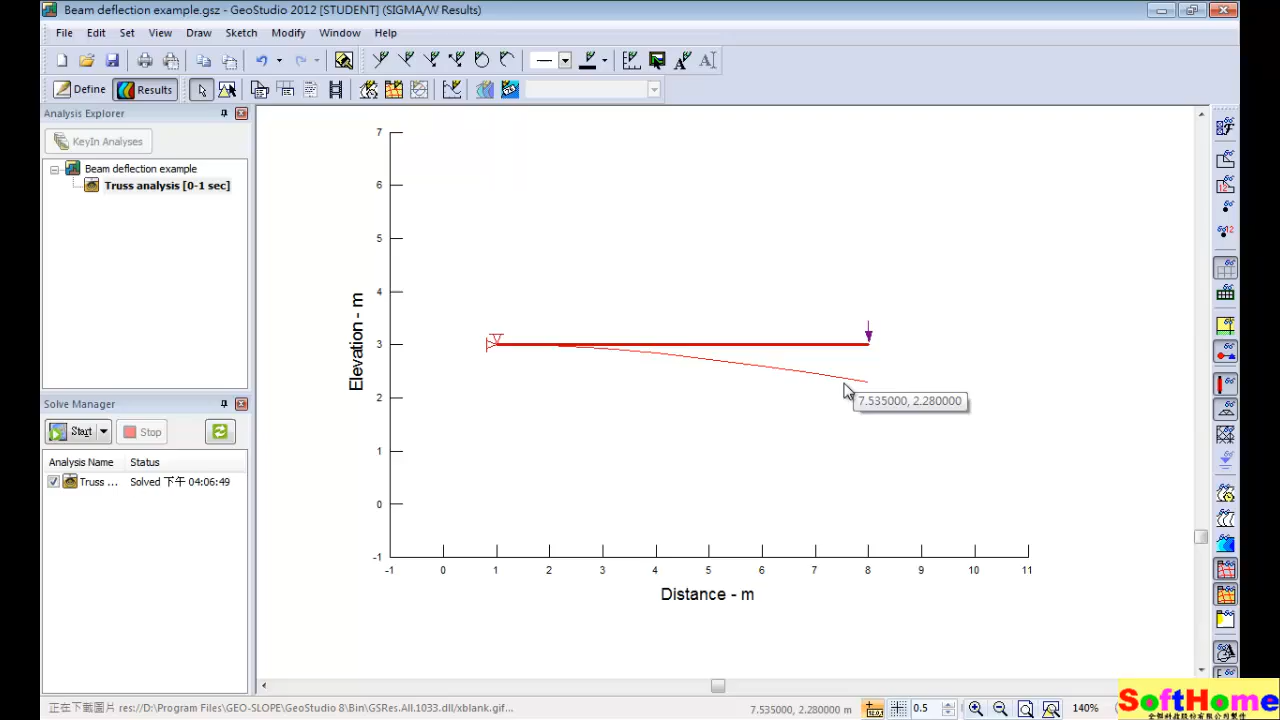 Beam deflection example.gsz - GeoStudio 2012 [STUDENT] (SIGMA/W Results)
File Edit Set View Draw Sketch Modify Window Help
Define Results
Analysis Explorer
KeyIn Analyses
Beam deflection example
Truss analysis [0-1 sec]
Solve Manager
Start Stop
Analysis Name Status
Truss ... Solved 下午 04:06:49
7
6
5
4
3
2
1
0
-1
Elevation - m
7.535000, 2.280000
-1 0 1 2 3 4 5 6 7 8 9 10 11
Distance - m
正在下載圖片 res://D:\Program Files\GEO-SLOPE\GeoStudio 8\Bin\GSRes.All.1033.dll/xlblank.gif...
7.535000, 2.280000 m
0.5
140%
SoftHome